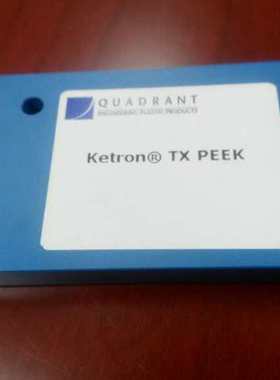 QUADRANT
ENGINEERING PLASTIC PRODUCTS
Ketron® TX PEEK